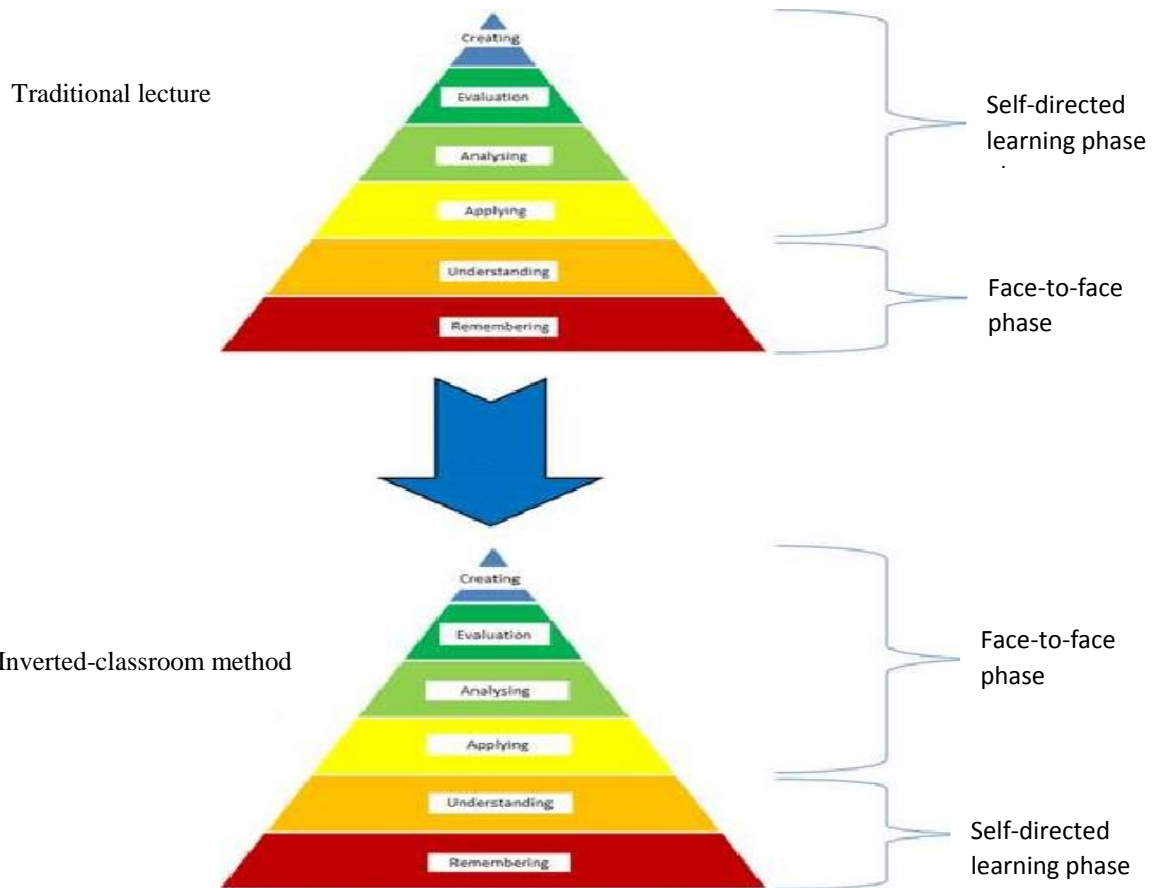 Creating
Traditional lecture
Evaluation
Analysing
Applying
Understanding
Remembering
Self-directed
learning phase
Face-to-face
phase
Creating
Inverted-classroom method
Evaluation
Analysing
Applying
Understanding
Remembering
Face-to-face
phase
Self-directed
learning phase